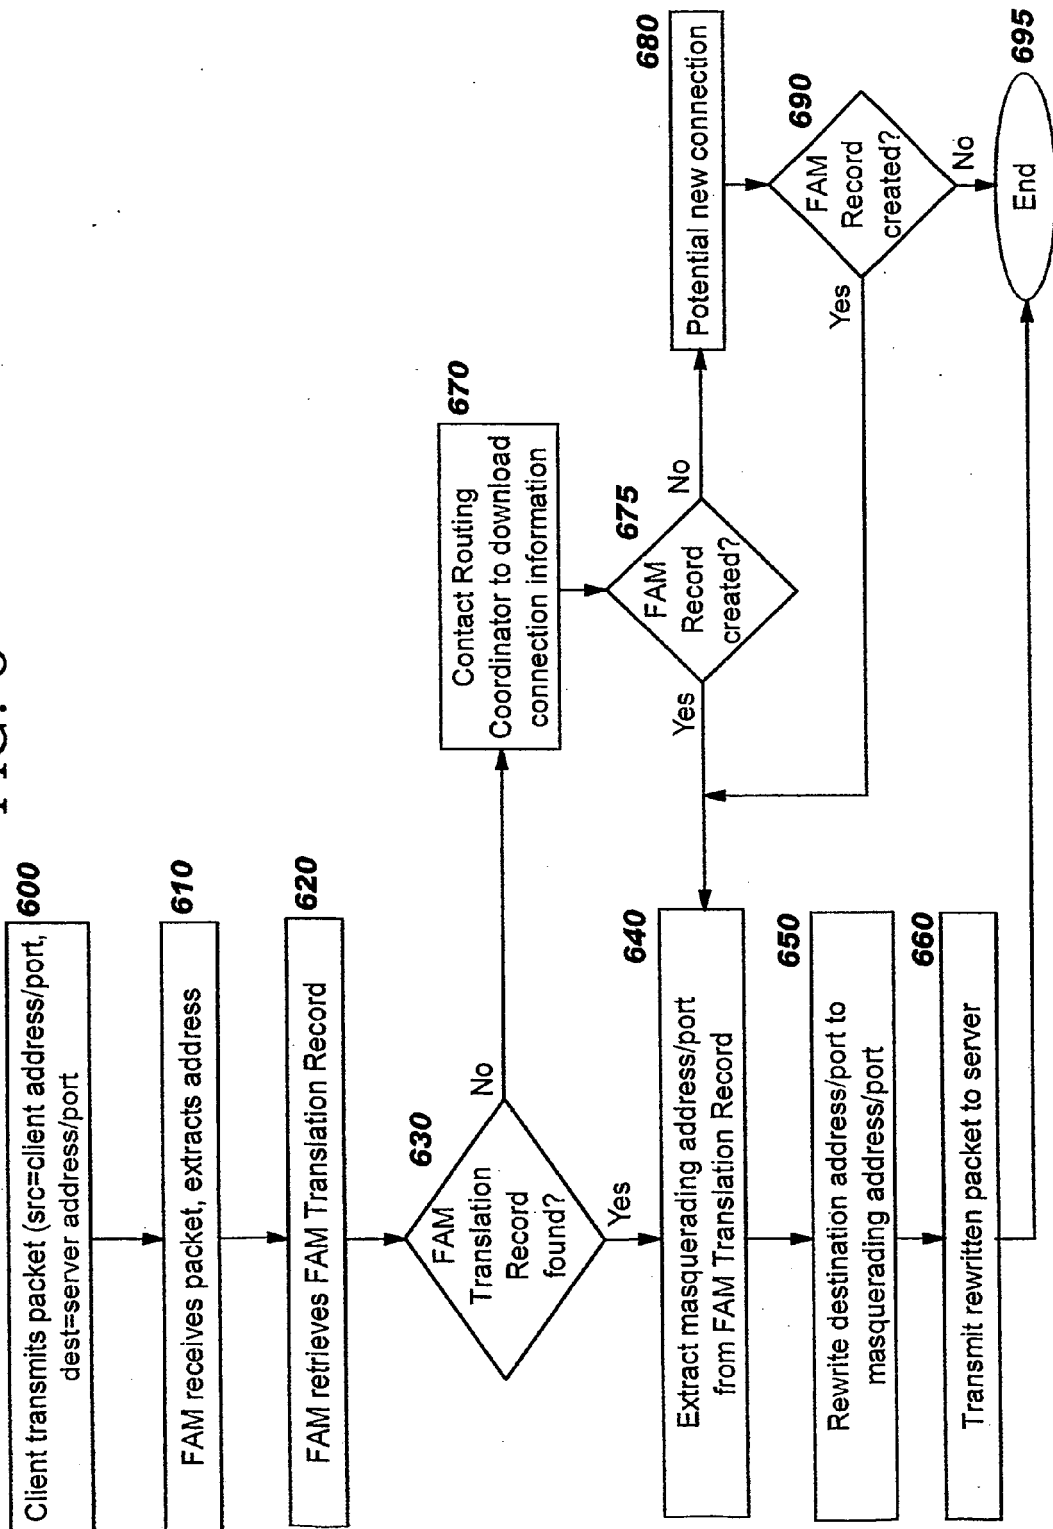 FIG. 6
Client transmits packet (src=client address/port,
dest=server address/port
600
FAM receives packet, extracts address
610
FAM retrieves FAM Translation Record
620
FAM
Translation
Record
found?
630
No
Yes
Extract masquerading address/port
from FAM Translation Record
640
Rewrite destination address/port to
masquerading address/port
650
Transmit rewritten packet to server
660
Contact Routing
Coordinator to download
connection information
670
FAM
Record
created?
675
No
Yes
Potential new connection
680
FAM
Record
created?
690
Yes
No
End
695